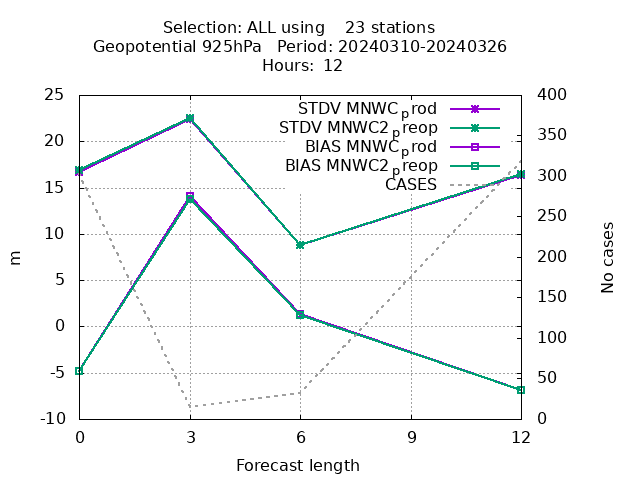 Selection: ALL using    23 stations
Geopotential 925hPa   Period: 20240310-20240326
Hours: 12
STDV MNWC_prod
STDV MNWC2_preop
BIAS MNWC_prod
BIAS MNWC2_preop
CASES
25
20
15
10
5
0
-5
-10
m
400
350
300
250
200
150
100
50
0
No cases
0 3 6 9 12
Forecast length